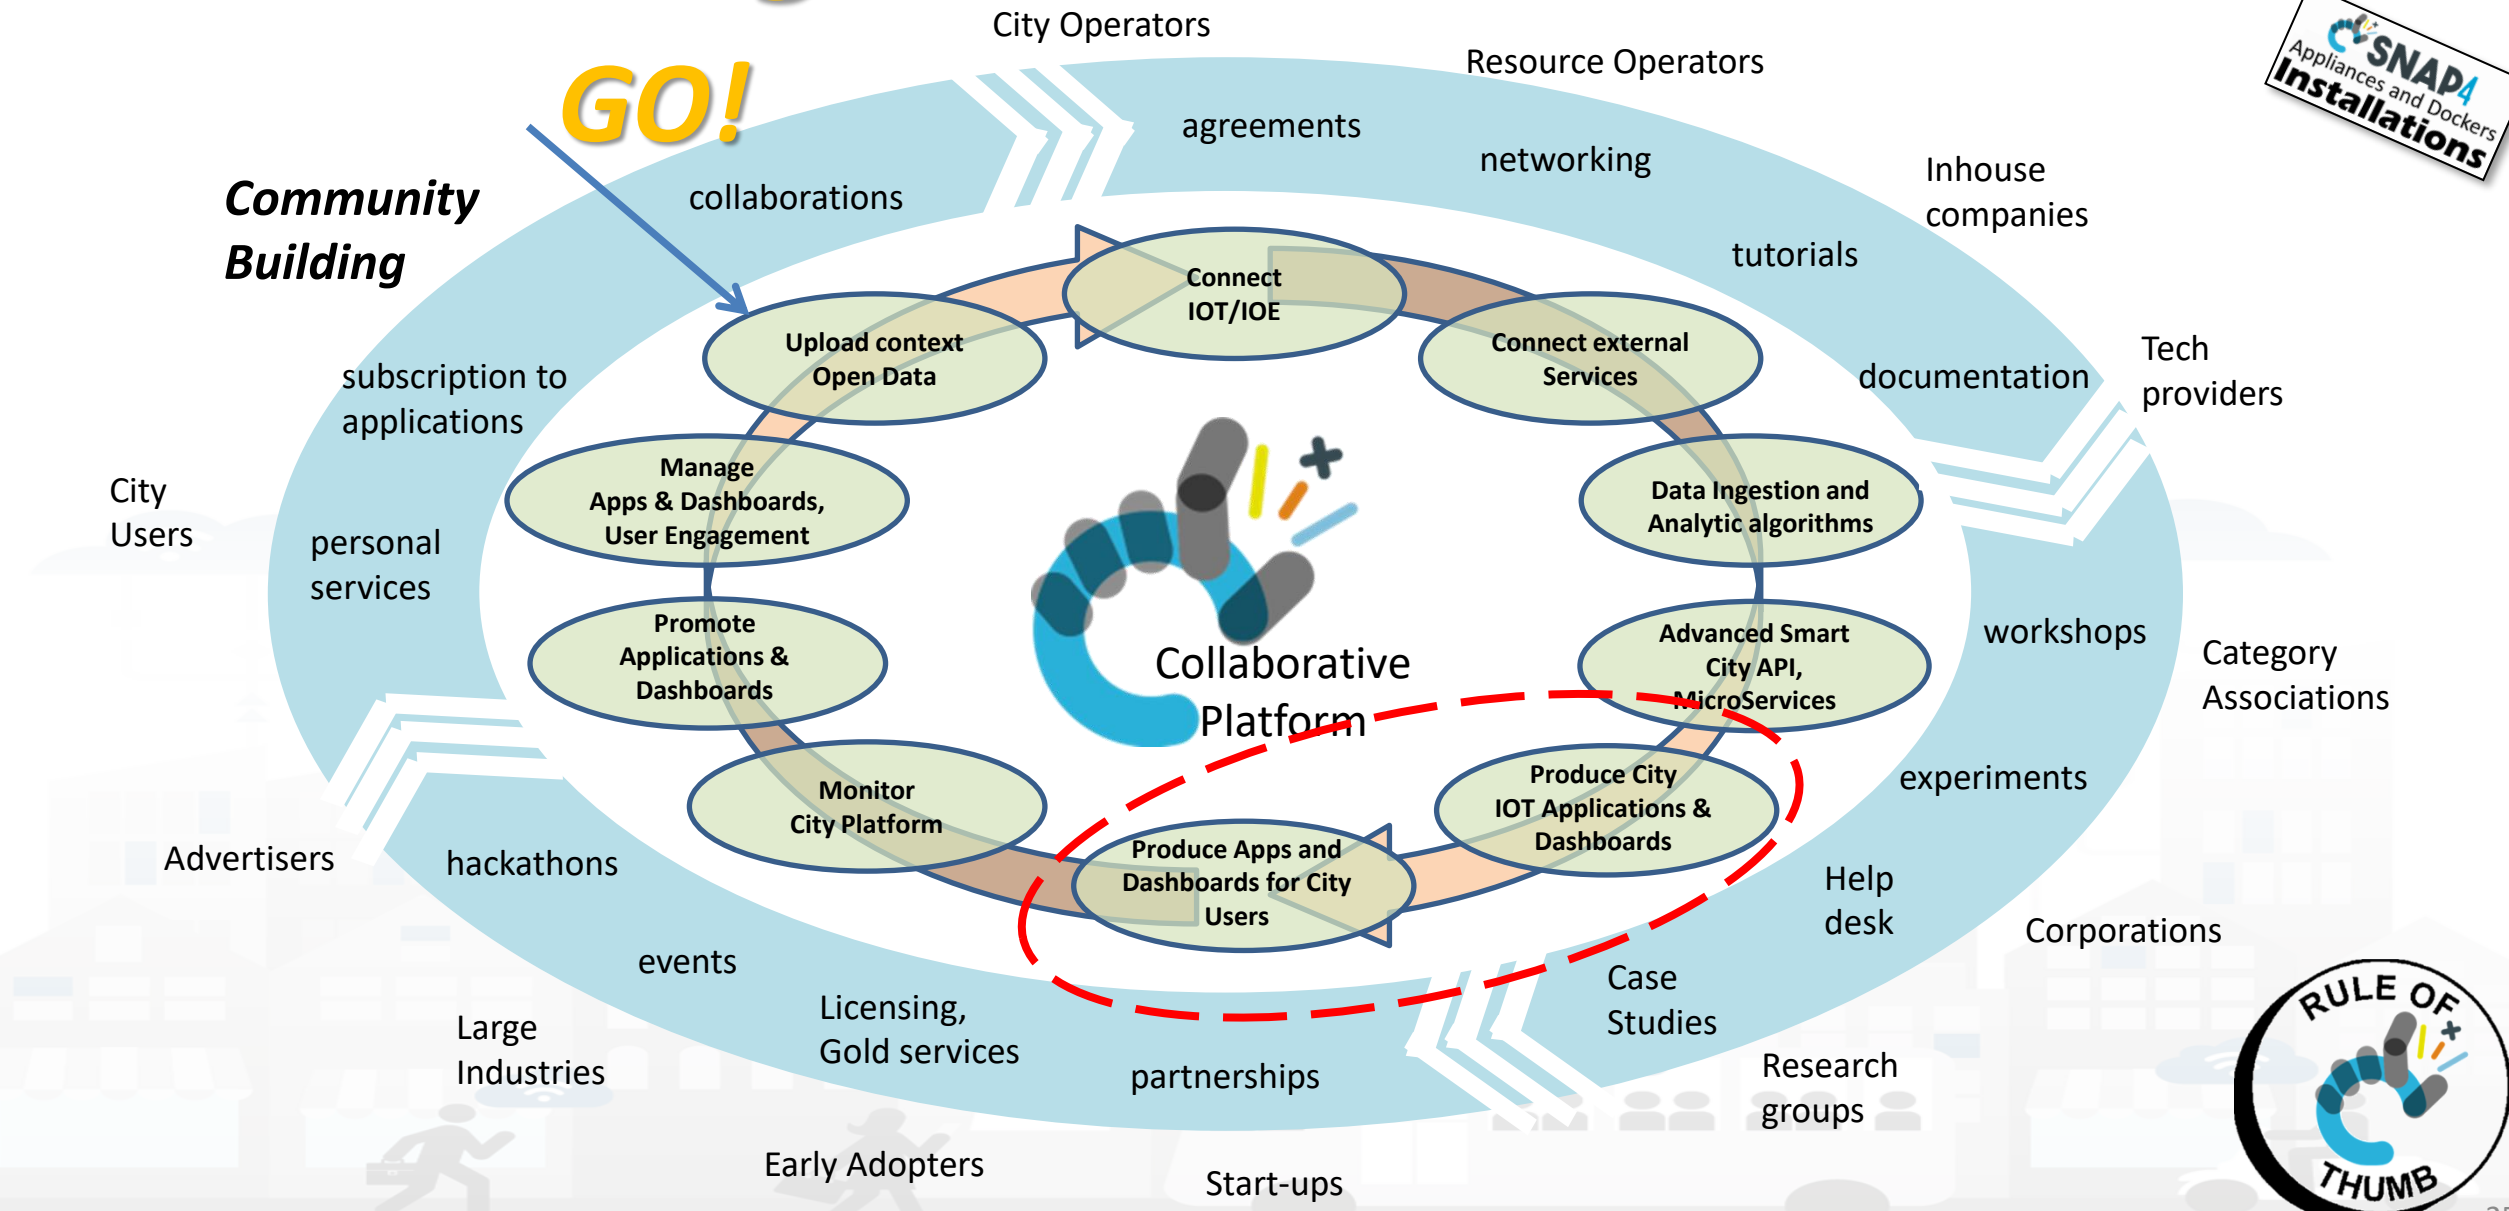 City Operators
Resource Operators
GO!
SNAP4
Appliances and Dockers
Installations
agreements
networking
Inhouse
companies
Community
Building
collaborations
tutorials
Connect
IOT/IOE
Upload context
Open Data
Connect external
Services
Tech
providers
documentation
subscription to
applications
Manage
Apps & Dashboards,
User Engagement
Data Ingestion and
Analytic algorithms
City
Users
personal
services
Promote
Applications &
Dashboards
Collaborative
Platform
Advanced Smart
City API,
MicroServices
workshops
Category
Associations
Monitor
City Platform
Produce City
IOT Applications &
Dashboards
experiments
Produce Apps and
Dashboards for City
Users
Advertisers
hackathons
Help
desk
Corporations
events
Case
Studies
Licensing,
Gold services
Large
Industries
partnerships
Research
groups
Early Adopters
Start-ups
RULE OF
THUMB